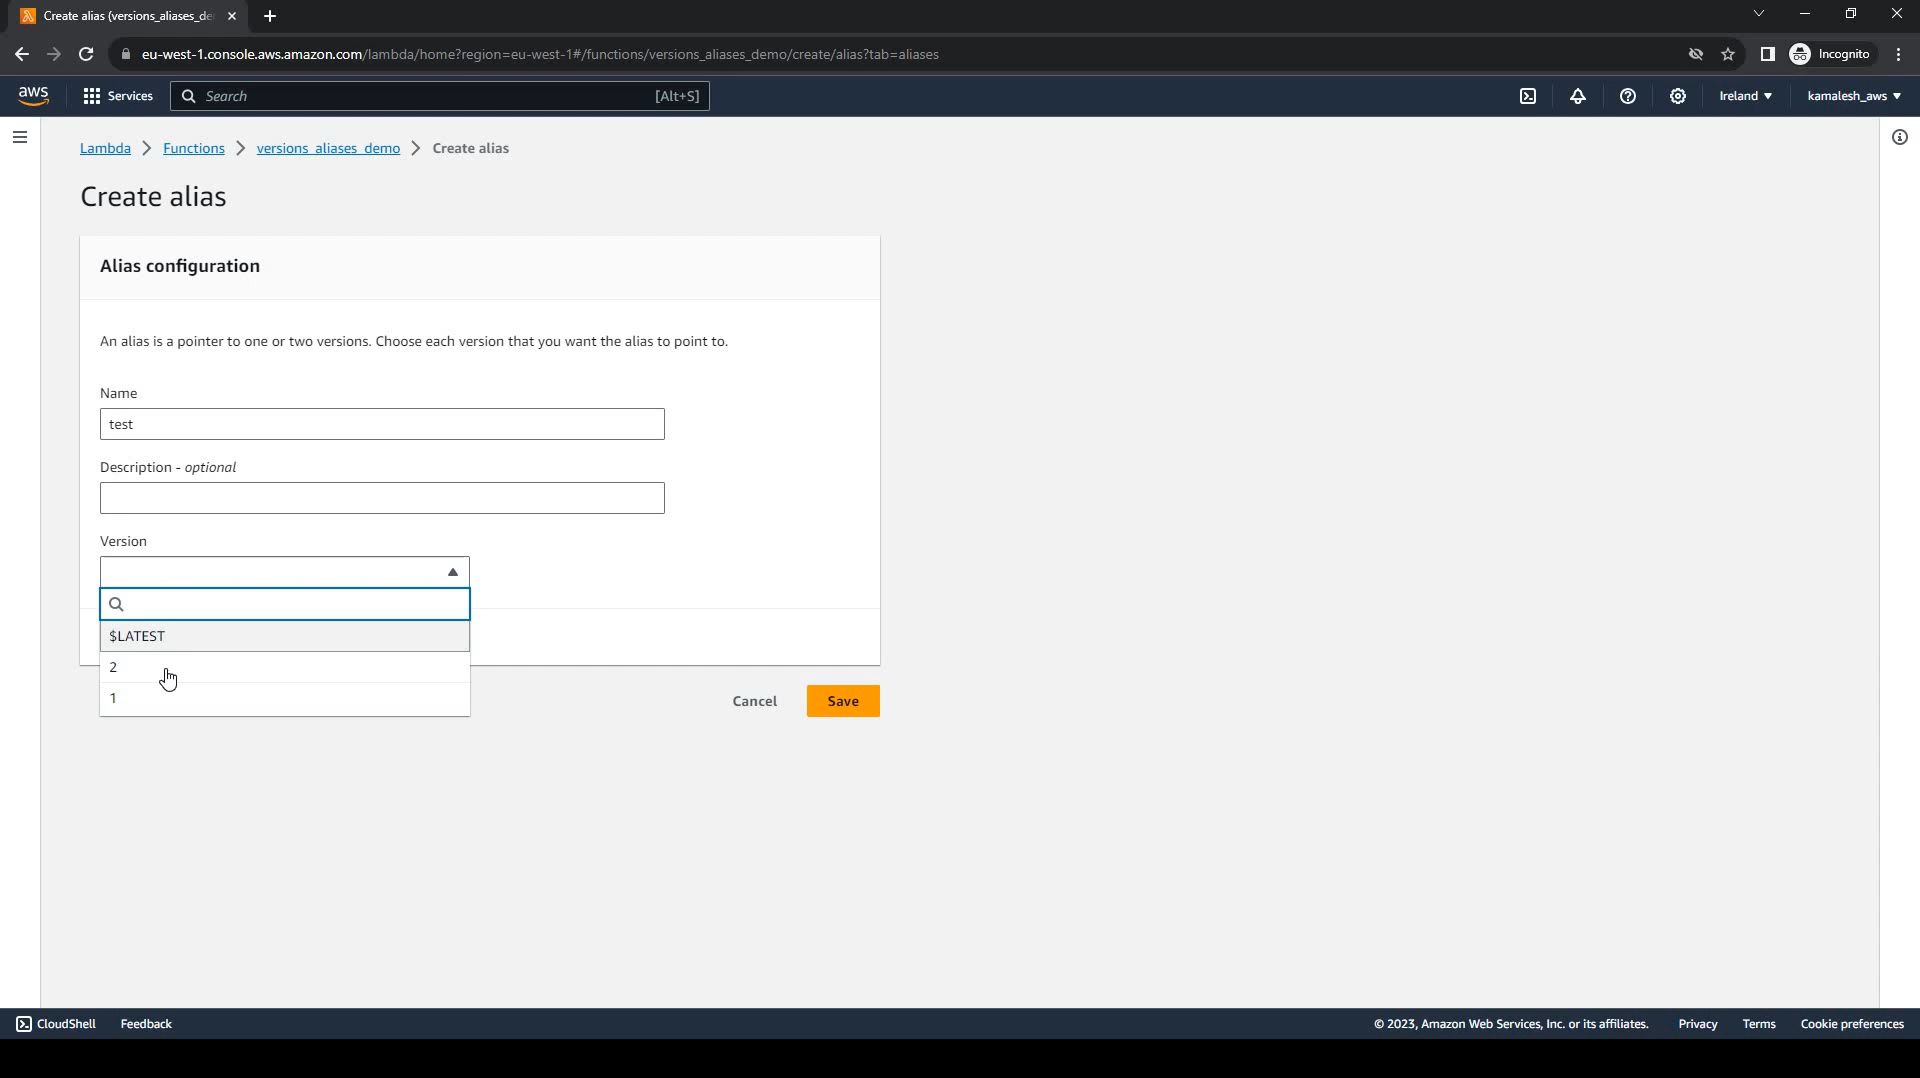 Create alias (versions_aliases_de
eu-west-1.console.aws.amazon.com/lambda/home?region=eu-west-1#/functions/versions_aliases_demo/create/alias?tab=aliases
Incognito
aws
Services
Search
[Alt+S]
Ireland
kamalesh_aws
Lambda
Functions
versions_aliases_demo
Create alias
Create alias
Alias configuration
An alias is a pointer to one or two versions. Choose each version that you want the alias to point to.
Name
test
Description - optional
Version
$LATEST
2
1
Cancel
Save
CloudShell
Feedback
© 2023, Amazon Web Services, Inc. or its affiliates.
Privacy
Terms
Cookie preferences